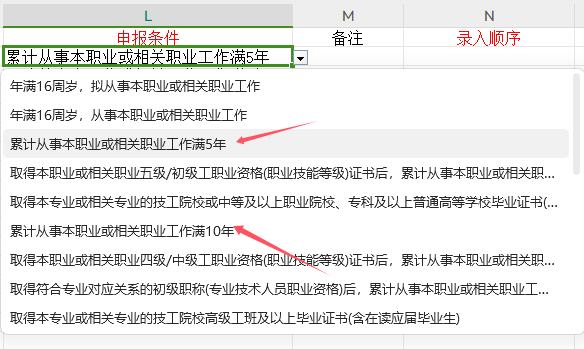 L M N
申报条件 备注 录入顺序
累计从事本职业或相关职业工作满5年
年满16周岁，拟从事本职业或相关职业工作
年满16周岁，从事本职业或相关职业工作
累计从事本职业或相关职业工作满5年
取得本职业或相关职业五级/初级工职业资格(职业技能等级)证书后，累计从事本职业或相关职...
取得本专业或相关专业的技工院校或中等及以上职业院校、专科及以上普通高等学校毕业证书(...
累计从事本职业或相关职业工作满10年
取得本职业或相关职业四级/中级工职业资格(职业技能等级)证书后，累计从事本职业或相关职...
取得符合专业对应关系的初级职称(专业技术人员职业资格)后，累计从事本职业或相关职业工...
取得本专业或相关专业的技工院校高级工班及以上毕业证书(含在读应届毕业生)